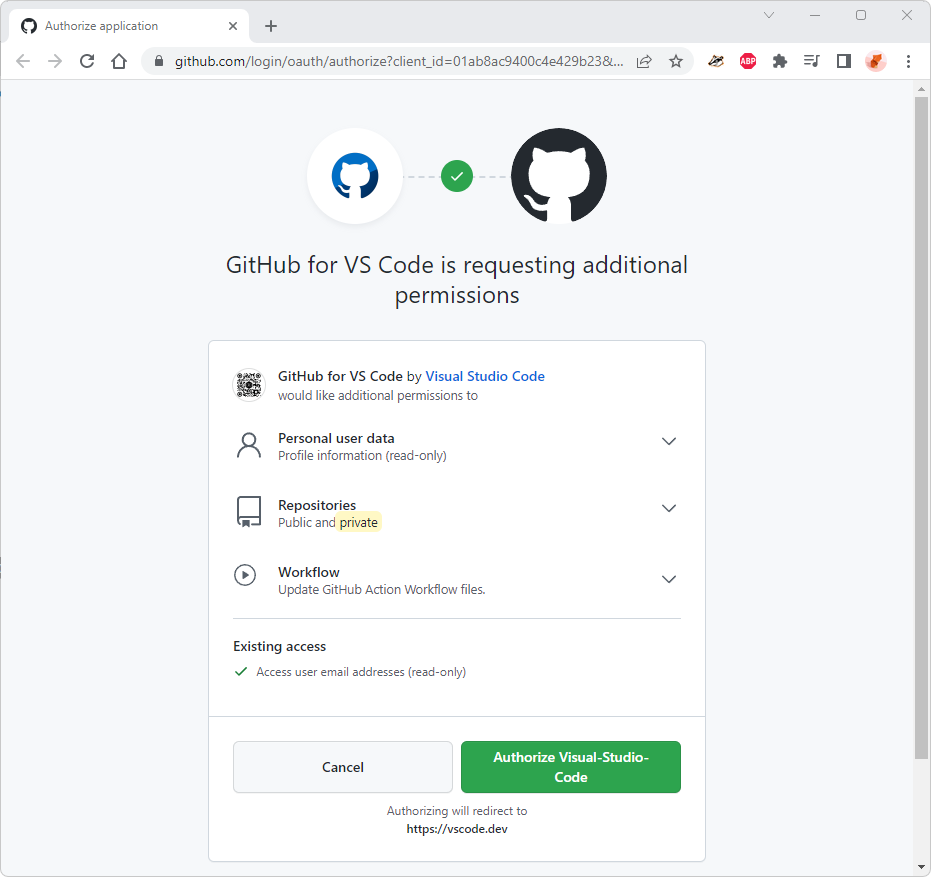 Authorize application
github.com/login/oauth/authorize?client_id=01ab8ac9400c4e429b23&...
ABP
GitHub for VS Code is requesting additional
permissions
GitHub for VS Code by Visual Studio Code
would like additional permissions to
Personal user data
Profile information (read-only)
Repositories
Public and private
Workflow
Update GitHub Action Workflow files.
Existing access
Access user email addresses (read-only)
Cancel
Authorize Visual-Studio-
Code
Authorizing will redirect to
https://vscode.dev